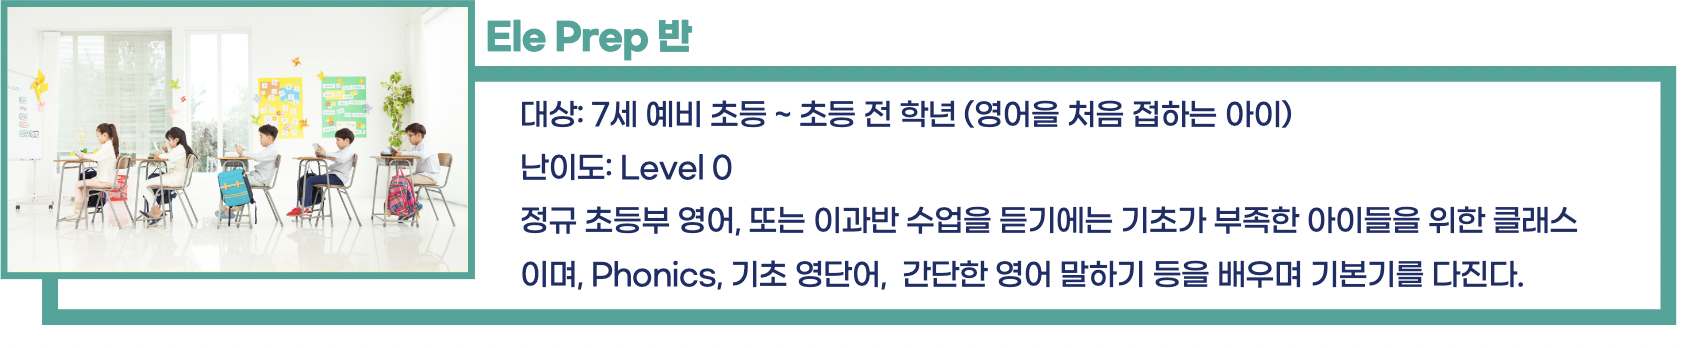 Ele Prep 반
대상: 7세 예비 초등 ~ 초등 전 학년 (영어을 처음 접하는 아이)
난이도: Level 0
정규 초등부 영어, 또는 이과반 수업을 듣기에는 기초가 부족한 아이들을 위한 클래스
이며, Phonics, 기초 영단어, 간단한 영어 말하기 등을 배우며 기본기를 다진다.